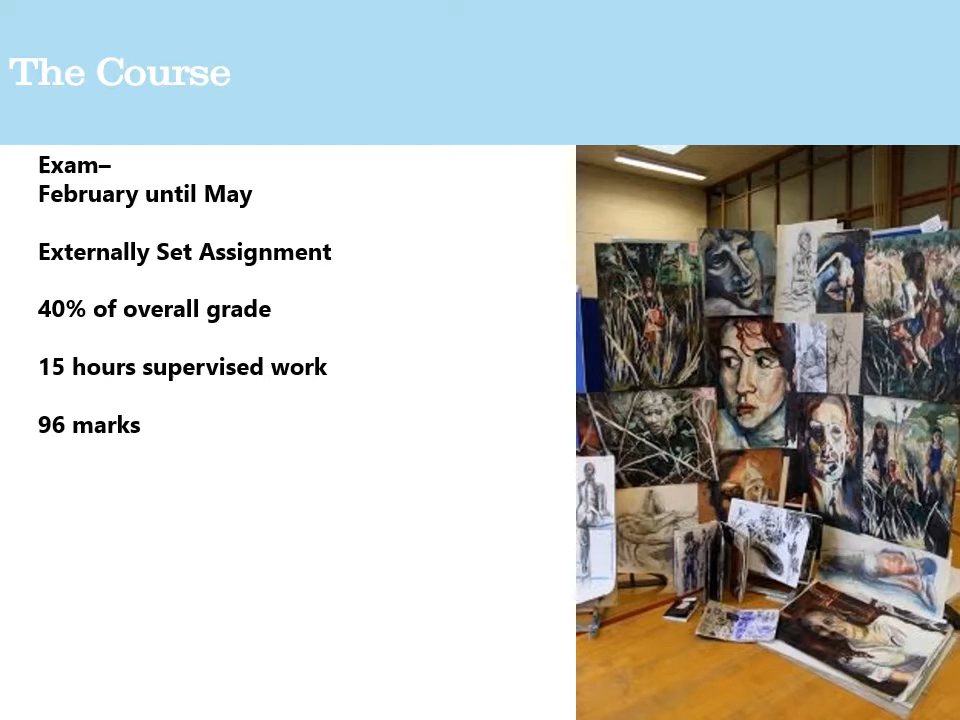 The Course
Exam–
February until May
Externally Set Assignment
40% of overall grade
15 hours supervised work
96 marks